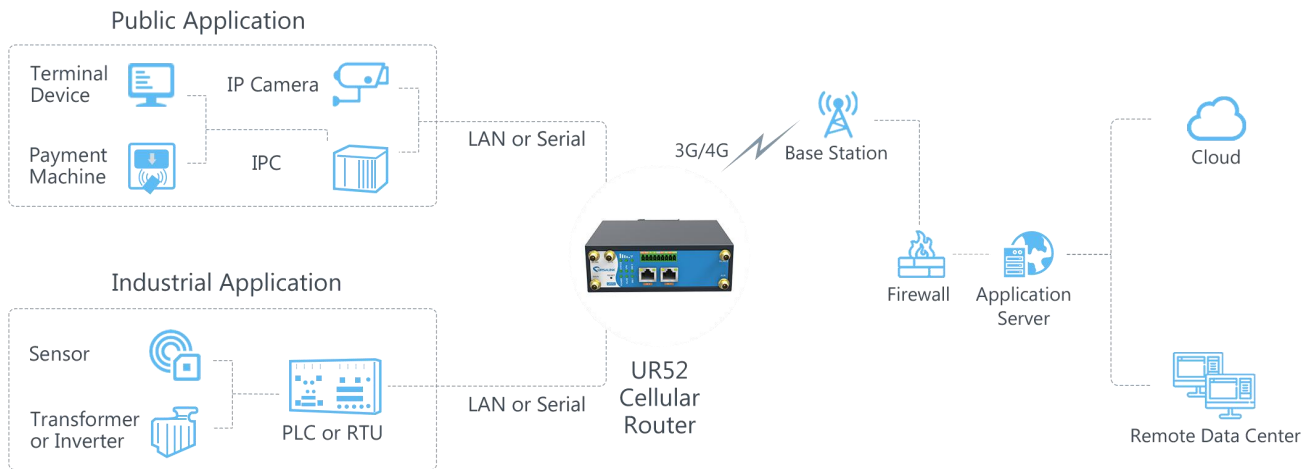 Public Application
Terminal
Device
IP Camera
Payment
Machine
IPC
LAN or Serial
3G/4G
Base Station
Cloud
Firewall
Application
Server
Industrial Application
Sensor
Transformer
or Inverter
PLC or RTU
LAN or Serial
UR52
Cellular
Router
Remote Data Center